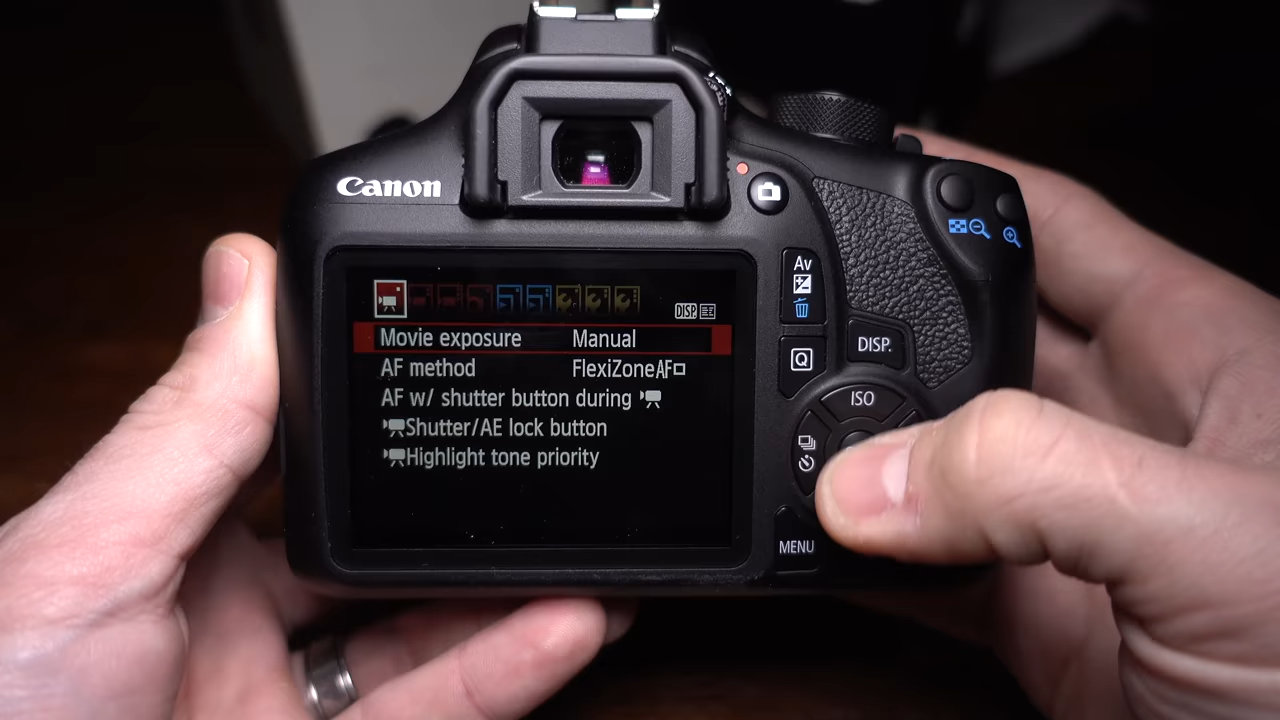 Canon
DISP.
Movie exposure Manual
AF method FlexiZoneAF
AF w/ shutter button during
Shutter/AE lock button
Highlight tone priority
Av
Q
DISP.
ISO
MENU